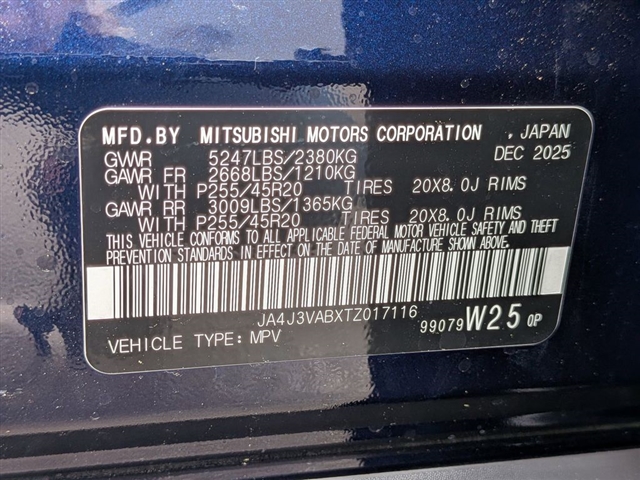 MFD.BY MITSUBISHI MOTORS CORPORATION , JAPAN
GVWR 5247LBS/2380KG DEC 2025
GAWR FR 2668LBS/1210KG
WITH P255/45R20 TIRES 20X8.0J RIMS
GAWR RR 3009LBS/1365KG
WITH P255/45R20 TIRES 20X8.0J RIMS
THIS VEHICLE CONFORMS TO ALL APPLICABLE FEDERAL MOTOR VEHICLE SAFETY AND THEFT
PREVENTION STANDARDS IN EFFECT ON THE DATE OF MANUFACTURE SHOWN ABOVE.
JA4J3VABXTZ017116
99079 W25 0P
VEHICLE TYPE: MPV